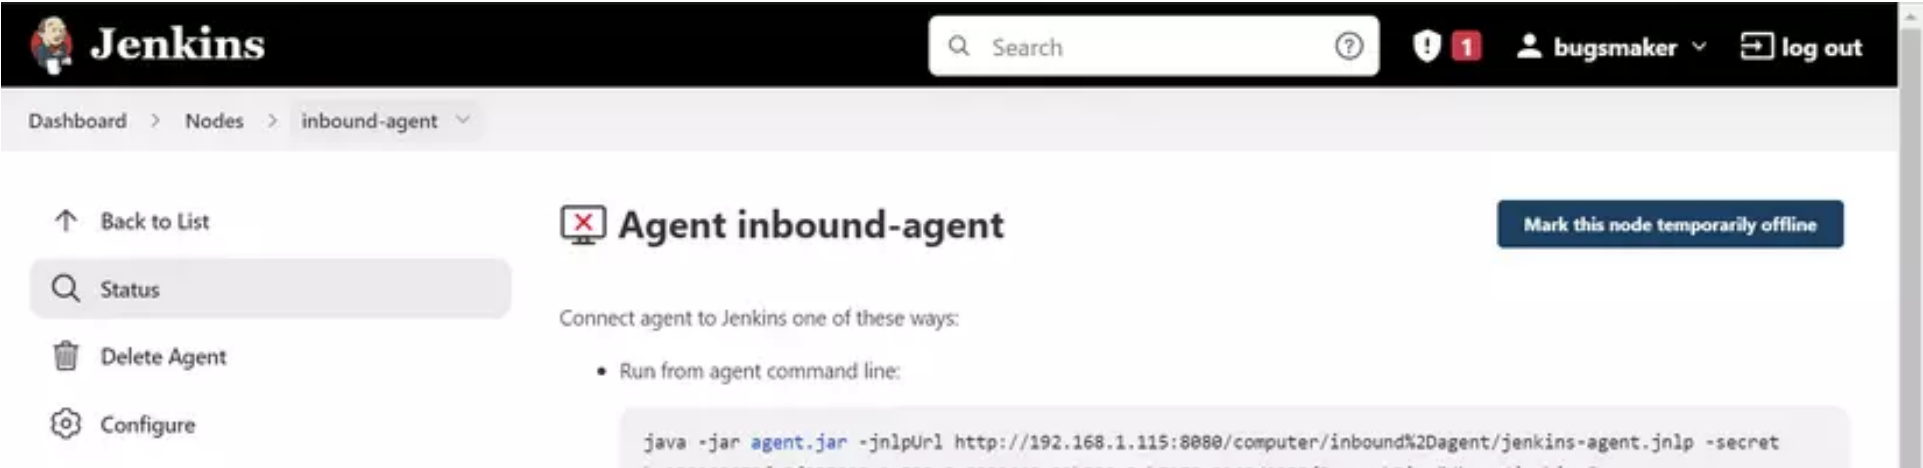 Jenkins
Search
1
bugsmaker
log out
Dashboard > Nodes > inbound-agent
Back to List
Status
Delete Agent
Configure
Agent inbound-agent
Mark this node temporarily offline
Connect agent to Jenkins one of these ways:
• Run from agent command line:
java -jar agent.jar -jnlpUrl http://192.168.1.115:8080/computer/inbound%2Dagent/jenkins-agent.jnlp -secret